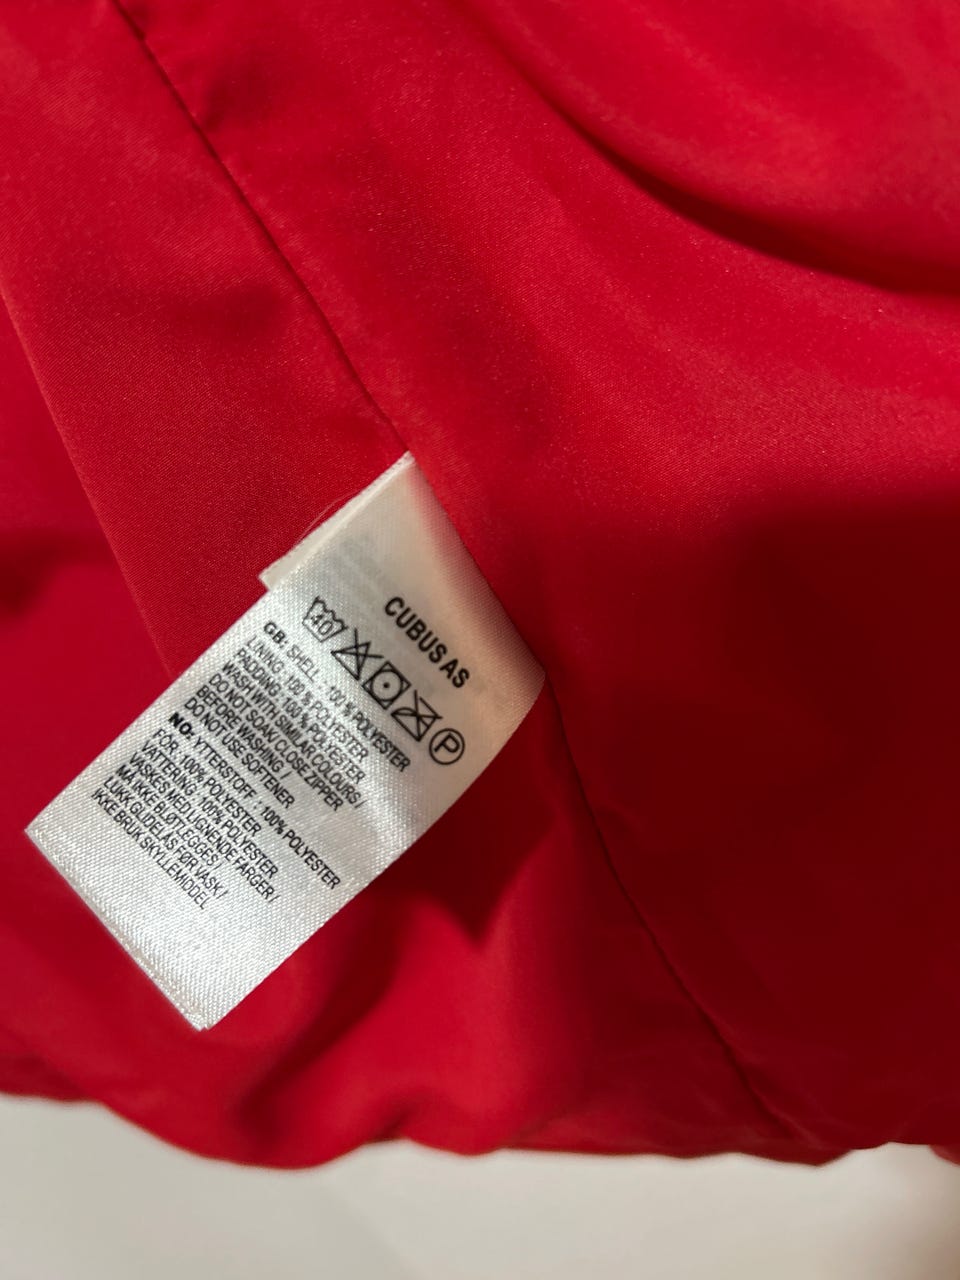 CUBUS AS
40 P
GB: SHELL : 100 % POLYESTER
LINING : 100 % POLYESTER
PADDING: 100 % POLYESTER
WASH WITH SIMILAR COLOURS /
DO NOT SOAK/ CLOSE ZIPPER
BEFORE WASHING /
DO NOT USE SOFTENER
NO: YTTERSTOFF : 100% POLYESTER
FÔR: 100% POLYESTER
VATTERING: 100% POLYESTER
VASKES MED LIGNENDE FARGER /
MÅ IKKE BLØTLEGGES /
LUKK GLIDELÅS FØR VASK /
IKKE BRUK SKYLLEMIDDEL